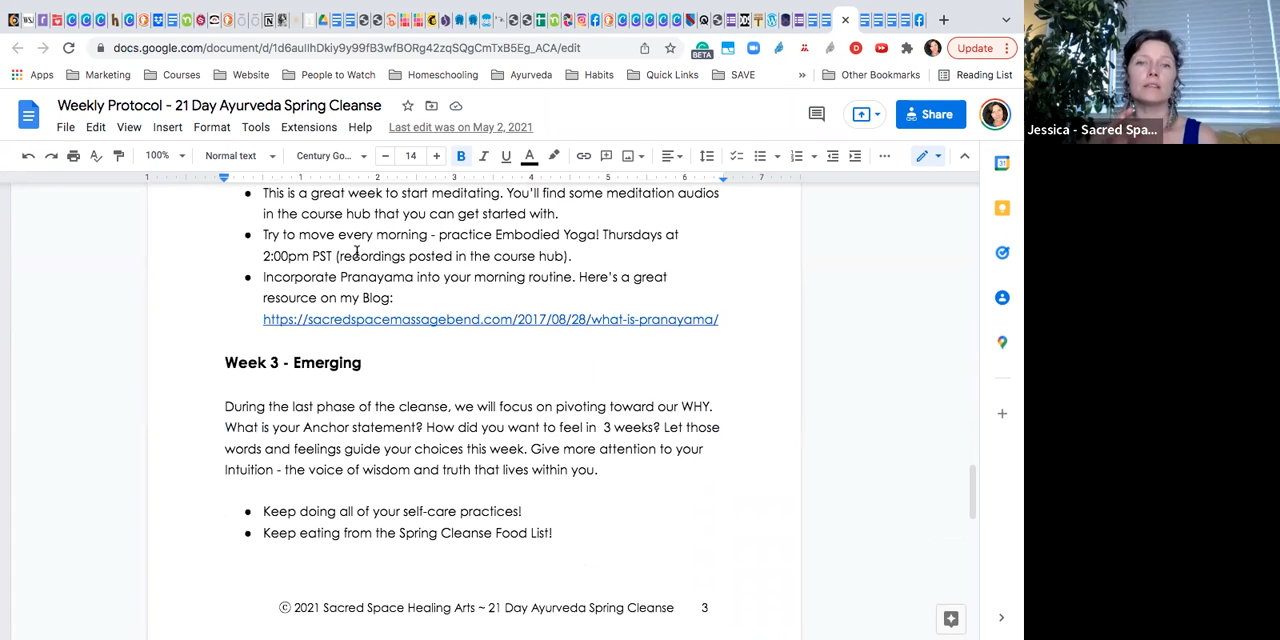 docs.google.com/document/d/1d6aullhDkiy9y99fB3wfBORg42zqSQgCmTxB5Eg_ACA/edit
BETA
Update
Apps
Marketing
Courses
Website
People to Watch
Homeschooling
Ayurveda
Habits
Quick Links
SAVE
»
Other Bookmarks
Reading List
Weekly Protocol - 21 Day Ayurveda Spring Cleanse
File Edit View Insert Format Tools Extensions Help Last edit was on May 2, 2021
Share
Jessica - Sacred Spa...
100% Normal text Century Go... - 14 + B I U A
1 1 2 3 4 5 6 7
• This is a great week to start meditating. You'll find some meditation audios
in the course hub that you can get started with.
• Try to move every morning - practice Embodied Yoga! Thursdays at
2:00pm PST (recordings posted in the course hub).
• Incorporate Pranayama into your morning routine. Here's a great
resource on my Blog:
https://sacredspacemassagebend.com/2017/08/28/what-is-pranayama/
Week 3 - Emerging
During the last phase of the cleanse, we will focus on pivoting toward our WHY.
What is your Anchor statement? How did you want to feel in  3 weeks? Let those
words and feelings guide your choices this week. Give more attention to your
Intuition - the voice of wisdom and truth that lives within you.
• Keep doing all of your self-care practices!
• Keep eating from the Spring Cleanse Food List!
ⓒ 2021 Sacred Space Healing Arts ~ 21 Day Ayurveda Spring Cleanse 3